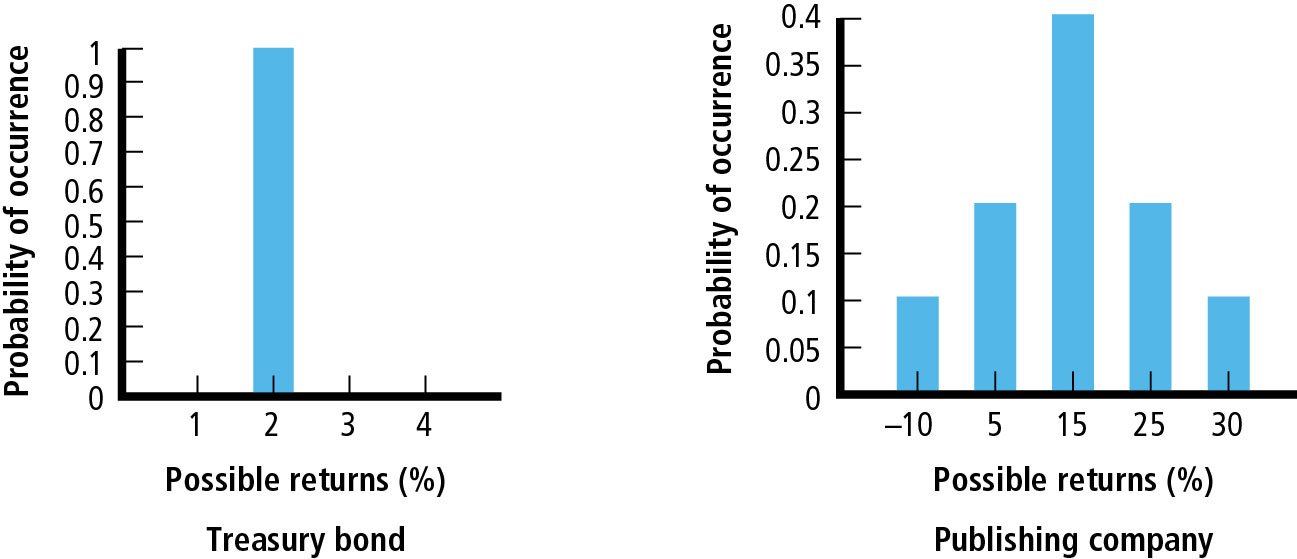 Probability of occurrence
1
0.9
0.8
0.7
0.6
0.5
0.4
0.3
0.2
0.1
0
1 2 3 4
Possible returns (%)
Treasury bond
Probability of occurrence
0.4
0.35
0.3
0.25
0.2
0.15
0.1
0.05
0
–10 5 15 25 30
Possible returns (%)
Publishing company